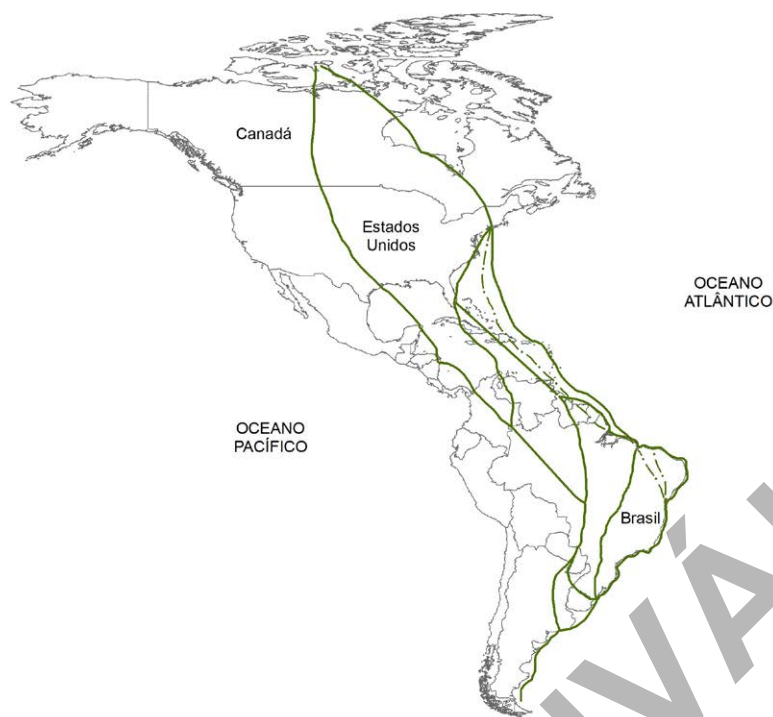 Canadá
Estados
Unidos
OCEANO
ATLÂNTICO
OCEANO
PACÍFICO
Brasil